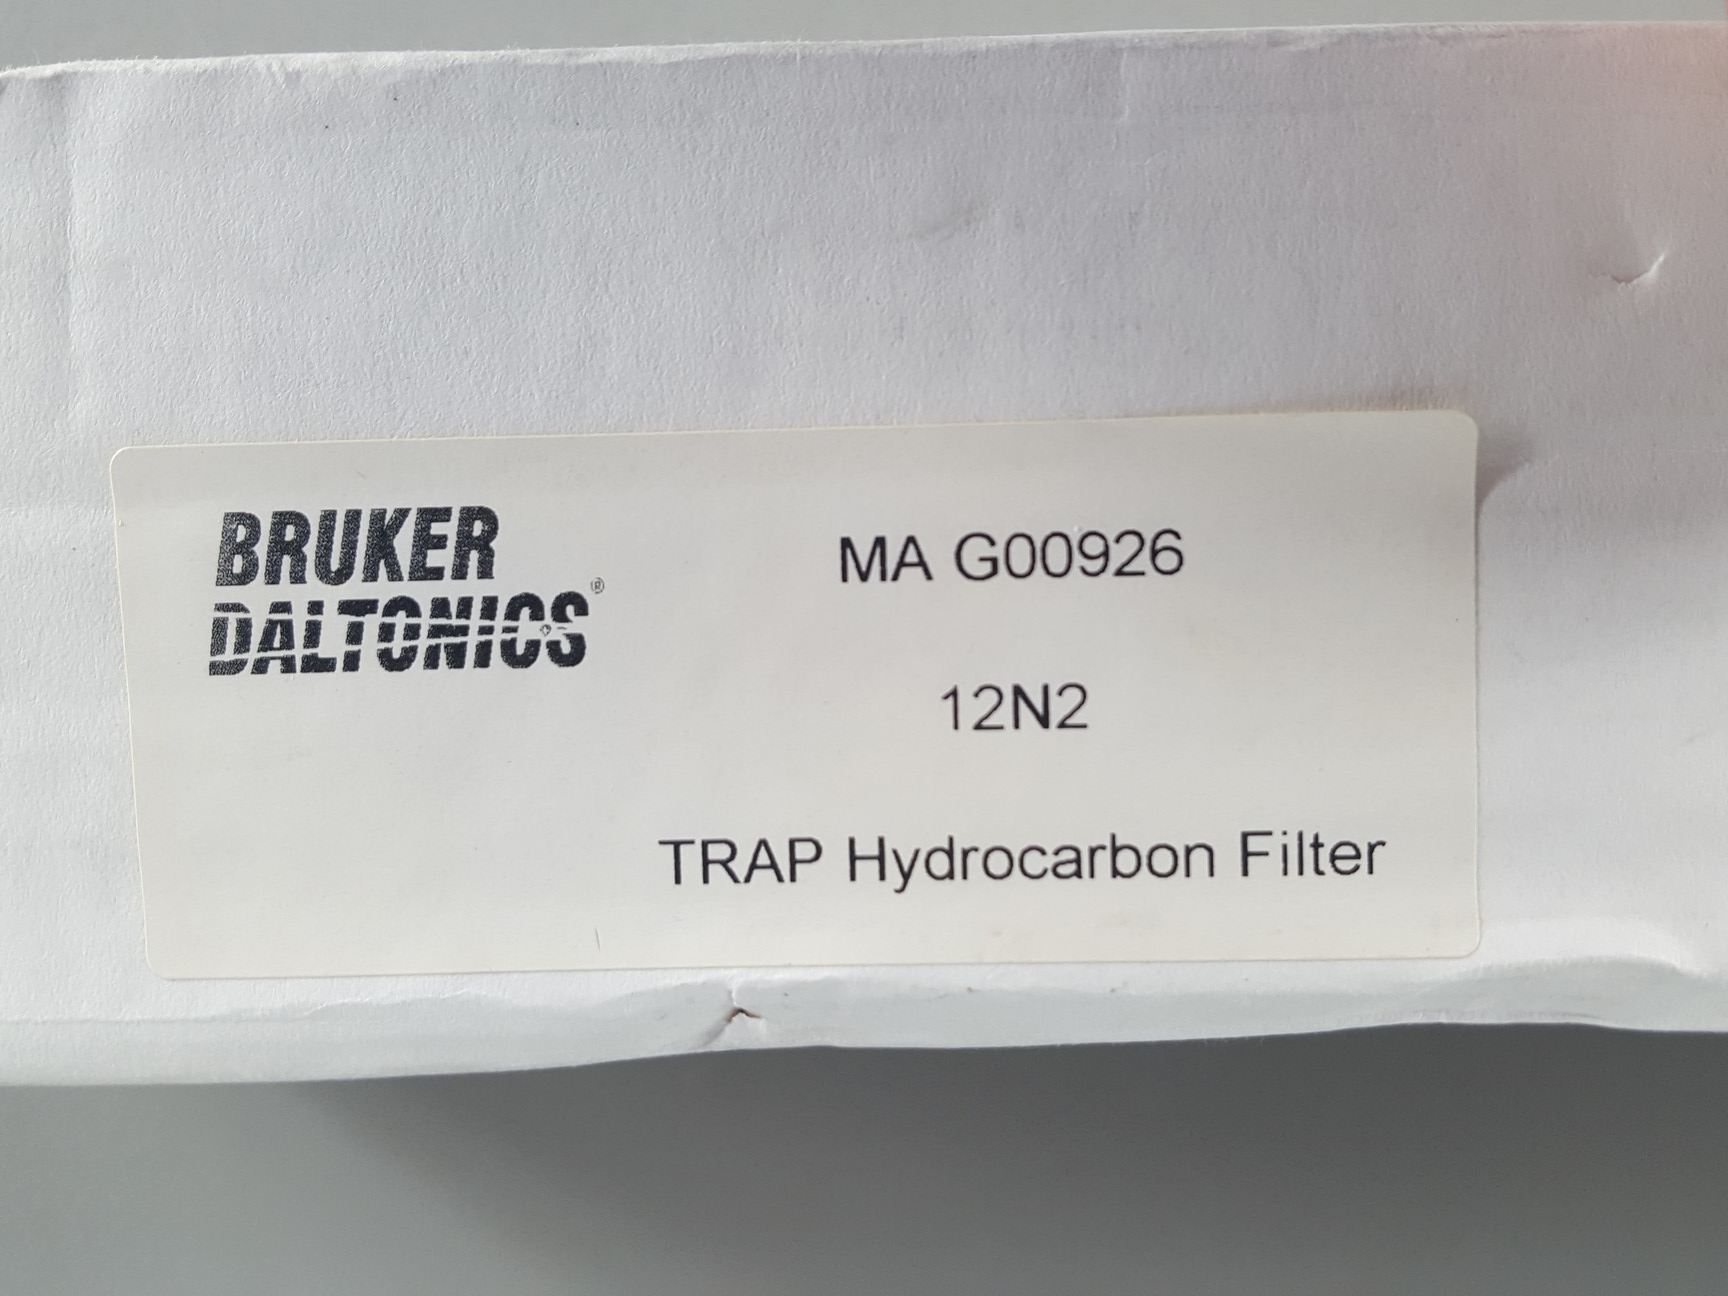 BRUKER
DALTONICS®
MA G00926
12N2
TRAP Hydrocarbon Filter